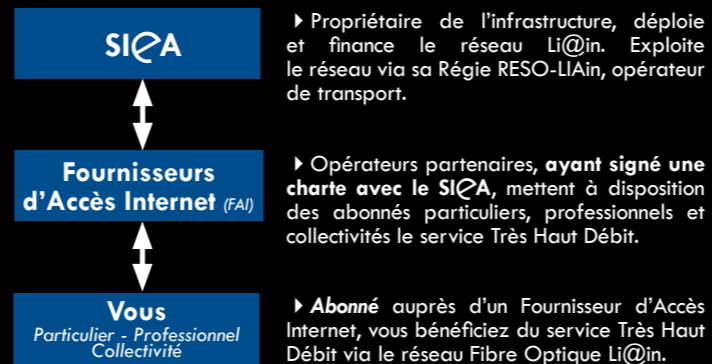 SIeA
▸ Propriétaire de l'infrastructure, déploie
et finance le réseau Li@in. Exploite
le réseau via sa Régie RESO-LIAin, opérateur
de transport.
Fournisseurs
d'Accès Internet (FAI)
▸ Opérateurs partenaires, ayant signé une
charte avec le SIeA, mettent à disposition
des abonnés particuliers, professionnels et
collectivités le service Très Haut Débit.
Vous
Particulier - Professionnel
Collectivité
▸ Abonné auprès d'un Fournisseur d'Accès
Internet, vous bénéficiez du service Très Haut
Débit via le réseau Fibre Optique Li@in.